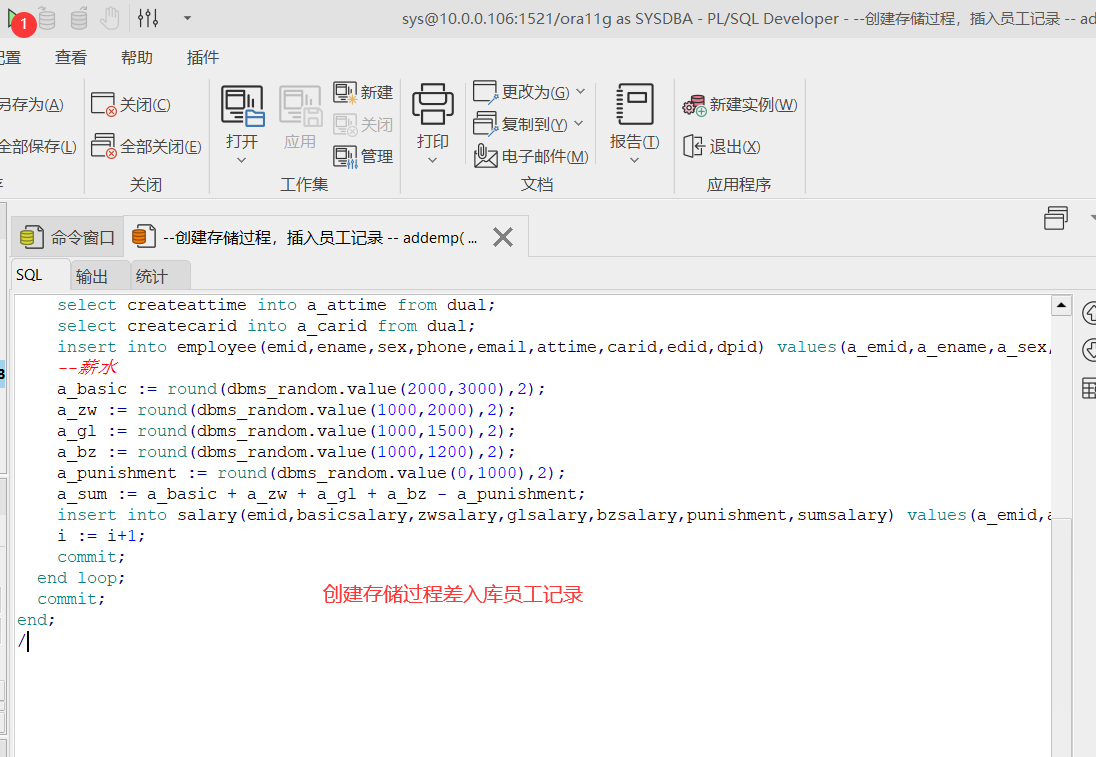 1
sys@10.0.0.106:1521/ora11g as SYSDBA - PL/SQL Developer - --创建存储过程，插入员工记录 -- ad
配置 查看 帮助 插件
另存为(A) 关闭(C) 打开 应用 新建 打印 更改为(G) 报告(T) 新建实例(W)
全部保存(L) 全部关闭(E) 关闭 复制到(Y) 退出(X)
管理 电子邮件(M)
存 关闭 工作集 文档 应用程序
命令窗口 --创建存储过程，插入员工记录 -- addemp( ...
SQL 输出 统计
select createattime into a_attime from dual;
select createcarid into a_carid from dual;
insert into employee(emid,ename,sex,phone,email,attime,carid,edid,dpid) values(a_emid,a_ename,a_sex,
--薪水
a_basic := round(dbms_random.value(2000,3000),2);
a_zw := round(dbms_random.value(1000,2000),2);
a_gl := round(dbms_random.value(1000,1500),2);
a_bz := round(dbms_random.value(1000,1200),2);
a_punishment := round(dbms_random.value(0,1000),2);
a_sum := a_basic + a_zw + a_gl + a_bz - a_punishment;
insert into salary(emid,basicsalary,zwsalary,glsalary,bzsalary,punishment,sumsalary) values(a_emid,a
i := i+1;
commit;
end loop;
commit;
创建存储过程差入库员工记录
end;
/